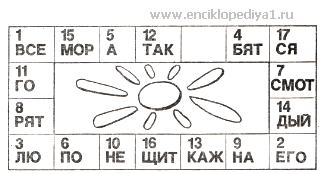 www.enciklopediya1.ru
1 15 5 12 4 17
ВСЕ МОР А ТАК БЯТ СЯ
11 7
ГО СМОТ
8 14
РЯТ ДЫЙ
3 6 10 16 13 9 2
ЛЮ ПО НЕ ЩИТ КАЖ НА ЕГО